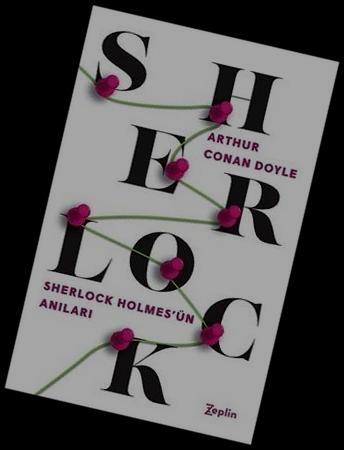 S H
ARTHUR
CONAN DOYLE
E R
L O C
SHERLOCK HOLMES'ÜN
ANILARI
K
Zeplin